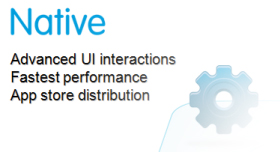 Native
Advanced UI interactions
Fastest performance
App store distribution